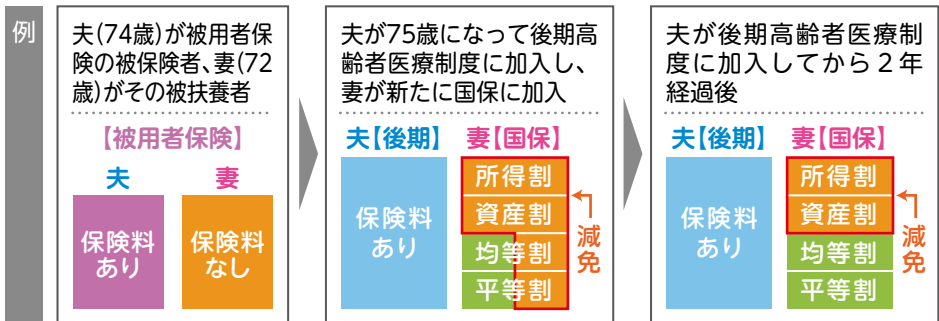 例
夫(74歳)が被用者保
険の被保険者、妻(72
歳)がその被扶養者
【被用者保険】
夫
妻
保険料
あり
保険料
なし
夫が75歳になって後期高
齢者医療制度に加入し、
妻が新たに国保に加入
夫【後期】
妻【国保】
保険料
あり
所得割
資産割
均等割
平等割
減免
夫が後期高齢者医療制
度に加入してから2年
経過後
夫【後期】
妻【国保】
保険料
あり
所得割
資産割
均等割
平等割
減免